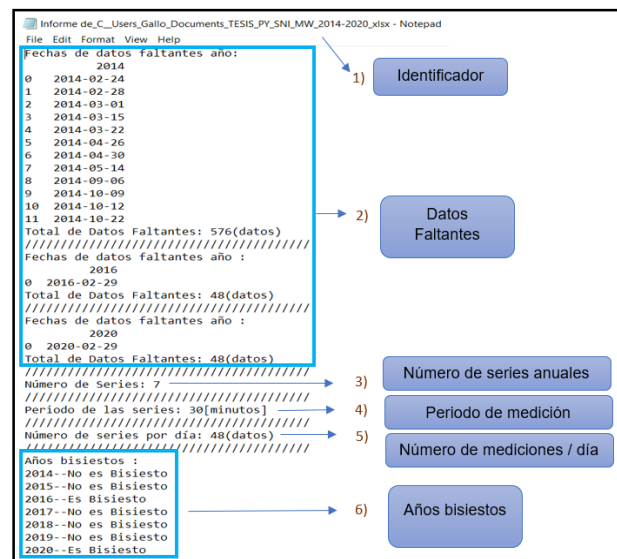 Informe de_C__Users_Gallo_Documents_TESIS_PY_SNI_MW_2014-2020_xlsx - Notepad
File Edit Format View Help
Fechas de datos faltantes año:
2014
0 2014-02-24
1 2014-02-28
2 2014-03-01
3 2014-03-15
4 2014-03-22
5 2014-04-26
6 2014-04-30
7 2014-05-14
8 2014-09-06
9 2014-10-09
10 2014-10-12
11 2014-10-22
Total de Datos Faltantes: 576(datos)
////////////////////////////////////////
Fechas de datos faltantes año :
2016
0 2016-02-29
Total de Datos Faltantes: 48(datos)
////////////////////////////////////////
Fechas de datos faltantes año :
2020
0 2020-02-29
Total de Datos Faltantes: 48(datos)
////////////////////////////////////////
Número de Series: 7
////////////////////////////////////////
Periodo de las series: 30[minutos]
////////////////////////////////////////
Número de series por día: 48(datos)
////////////////////////////////////////
Años bisiestos :
2014--No es Bisiesto
2015--No es Bisiesto
2016--Es Bisiesto
2017--No es Bisiesto
2018--No es Bisiesto
2019--No es Bisiesto
2020--Es Bisiesto
1) Identificador
2) Datos
Faltantes
3) Número de series anuales
4) Periodo de medición
5) Número de mediciones / día
6) Años bisiestos